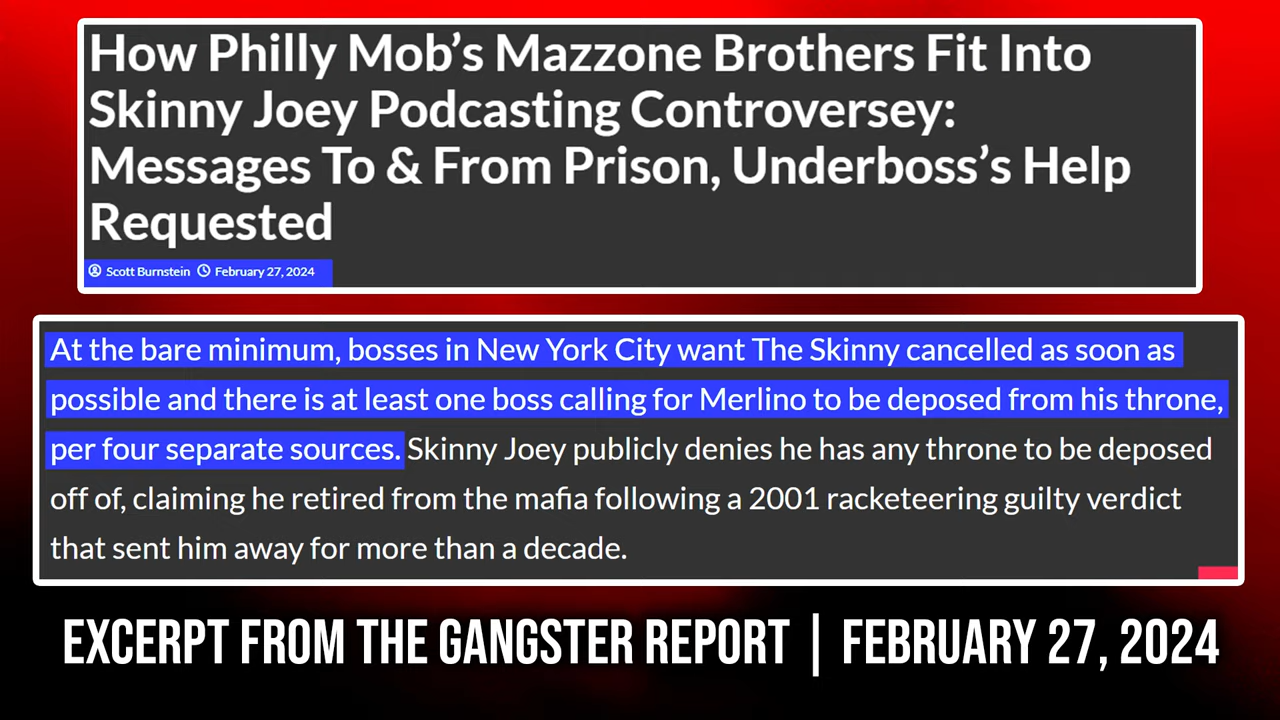 How Philly Mob’s Mazzone Brothers Fit Into
Skinny Joey Podcasting Controversey:
Messages To & From Prison, Underboss’s Help
Requested
Scott Burnstein February 27, 2024
At the bare minimum, bosses in New York City want The Skinny cancelled as soon as
possible and there is at least one boss calling for Merlino to be deposed from his throne,
per four separate sources. Skinny Joey publicly denies he has any throne to be deposed
off of, claiming he retired from the mafia following a 2001 racketeering guilty verdict
that sent him away for more than a decade.
EXCERPT FROM THE GANGSTER REPORT | FEBRUARY 27, 2024